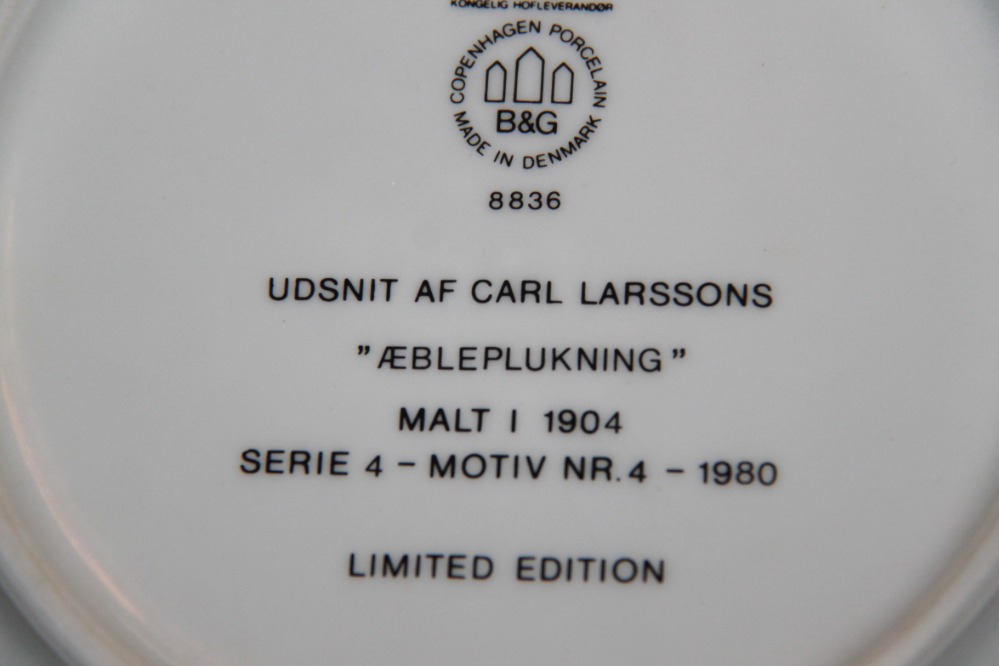 KONGELIG HOFLEVERANDØR
COPENHAGEN PORCELAIN
B&G
MADE IN DENMARK
8836
UDSNIT AF CARL LARSSONS
”ÆBLEPLUKNING”
MALT I 1904
SERIE 4 – MOTIV NR. 4 – 1980
LIMITED EDITION